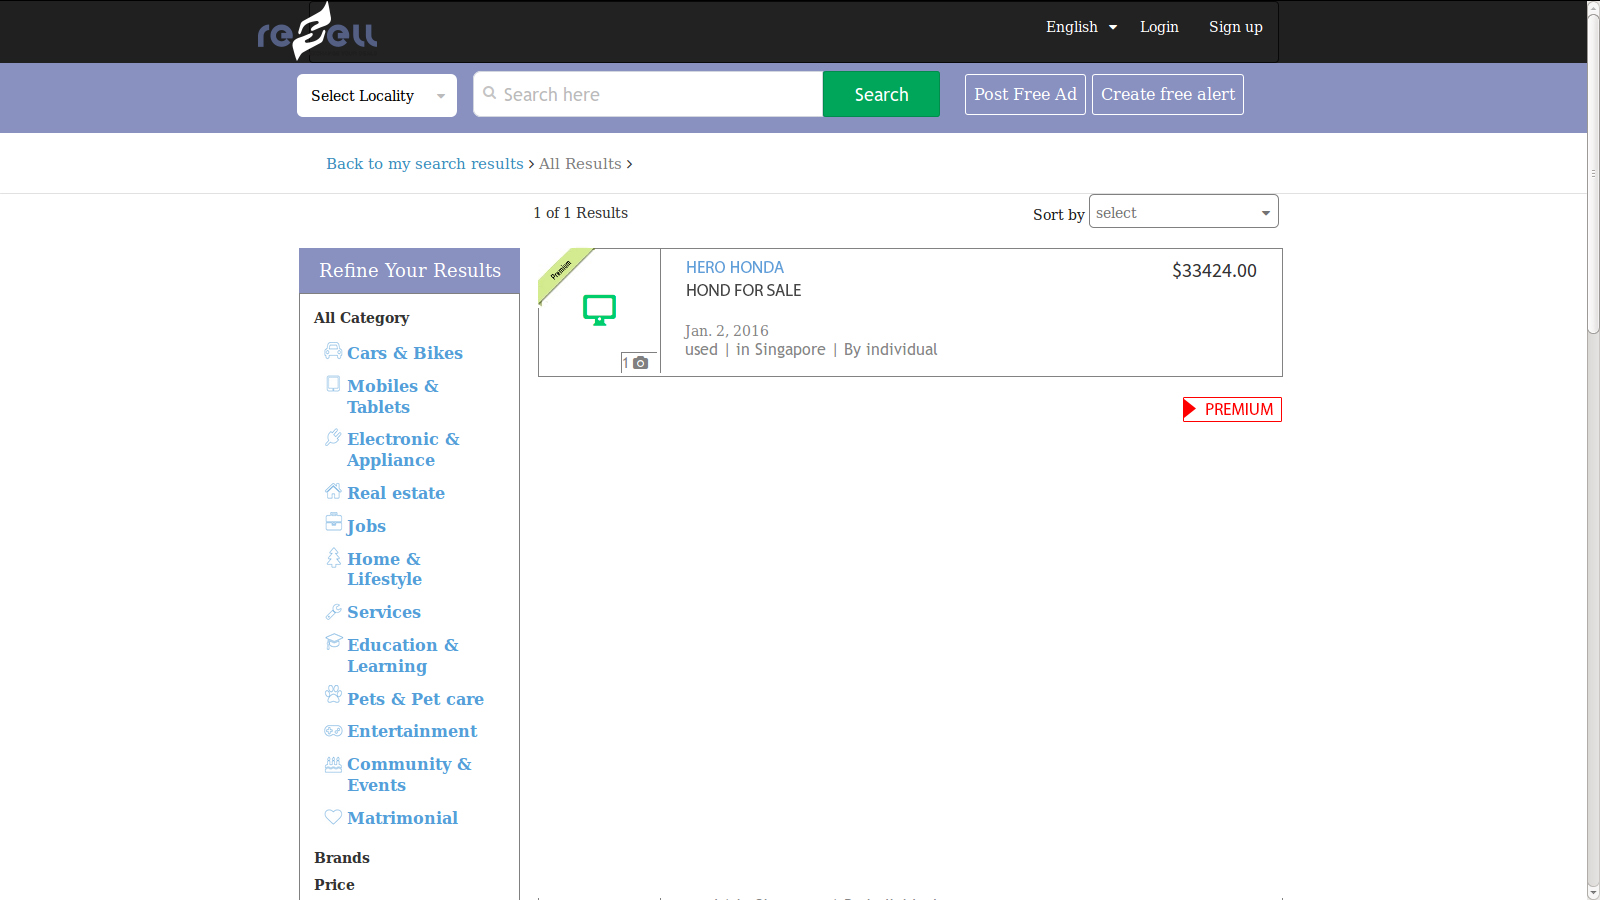 resell
English
Login
Sign up
Select Locality
Search here
Search
Post Free Ad
Create free alert
Back to my search results > All Results >
1 of 1 Results
Sort by
select
Refine Your Results
All Category
Cars & Bikes
Mobiles &
Tablets
Electronic &
Appliance
Real estate
Jobs
Home &
Lifestyle
Services
Education &
Learning
Pets & Pet care
Entertainment
Community &
Events
Matrimonial
Brands
Price
Premium
HERO HONDA
$33424.00
HOND FOR SALE
Jan. 2, 2016
used | in Singapore | By individual
1
PREMIUM